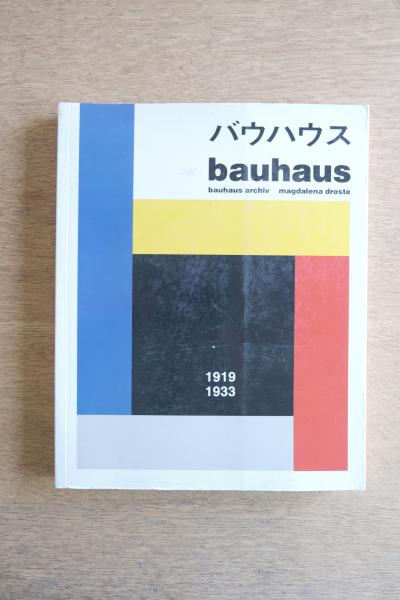 バウハウス
bauhaus
bauhaus archiv magdalena droste
1919
1933